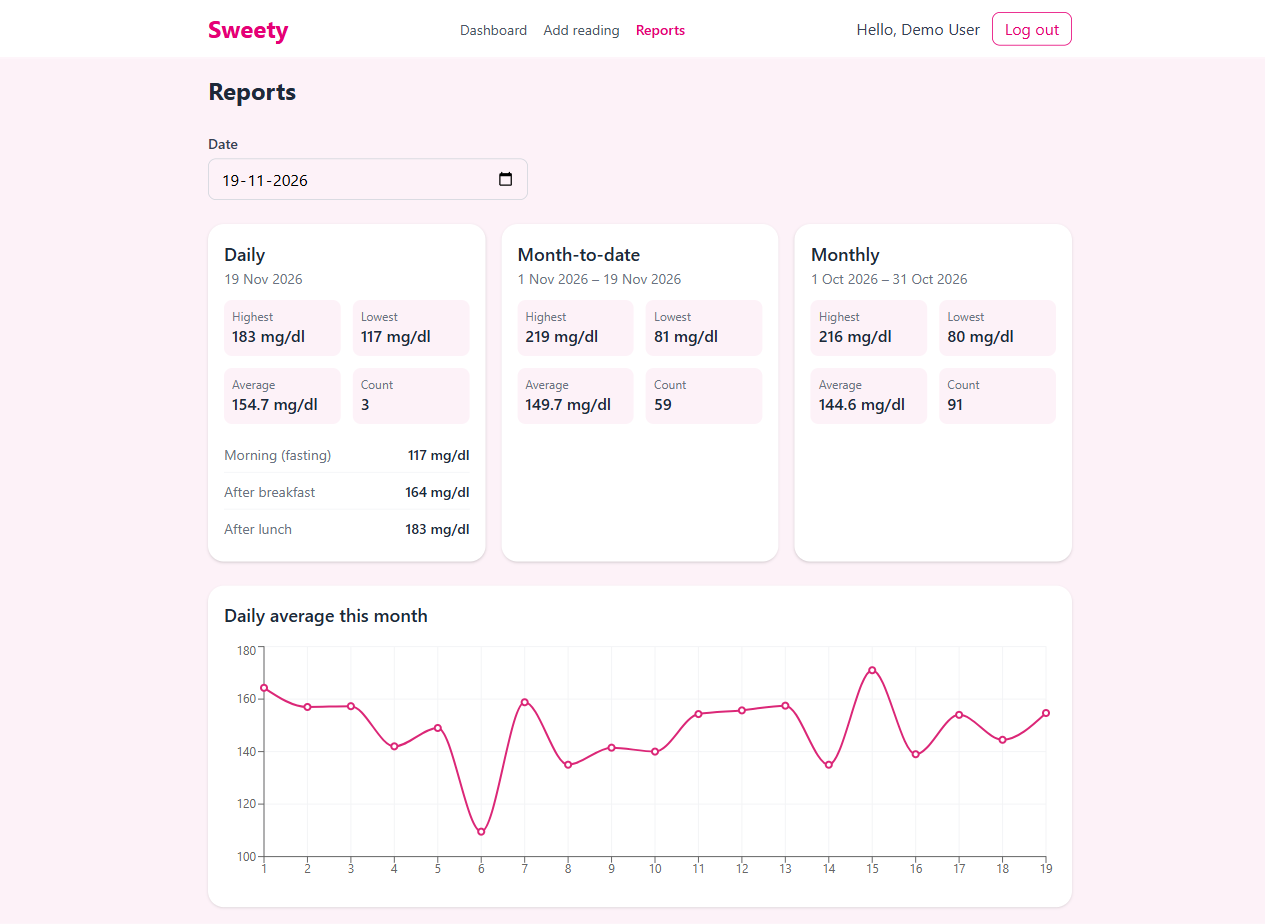 Sweety
Dashboard Add reading Reports
Hello, Demo User Log out
Reports
Date
19-11-2026
Daily
19 Nov 2026
Highest Lowest
183 mg/dl 117 mg/dl
Average Count
154.7 mg/dl 3
Morning (fasting) 117 mg/dl
After breakfast 164 mg/dl
After lunch 183 mg/dl
Month-to-date
1 Nov 2026 – 19 Nov 2026
Highest Lowest
219 mg/dl 81 mg/dl
Average Count
149.7 mg/dl 59
Monthly
1 Oct 2026 – 31 Oct 2026
Highest Lowest
216 mg/dl 80 mg/dl
Average Count
144.6 mg/dl 91
Daily average this month
180
160
140
120
100
1 2 3 4 5 6 7 8 9 10 11 12 13 14 15 16 17 18 19